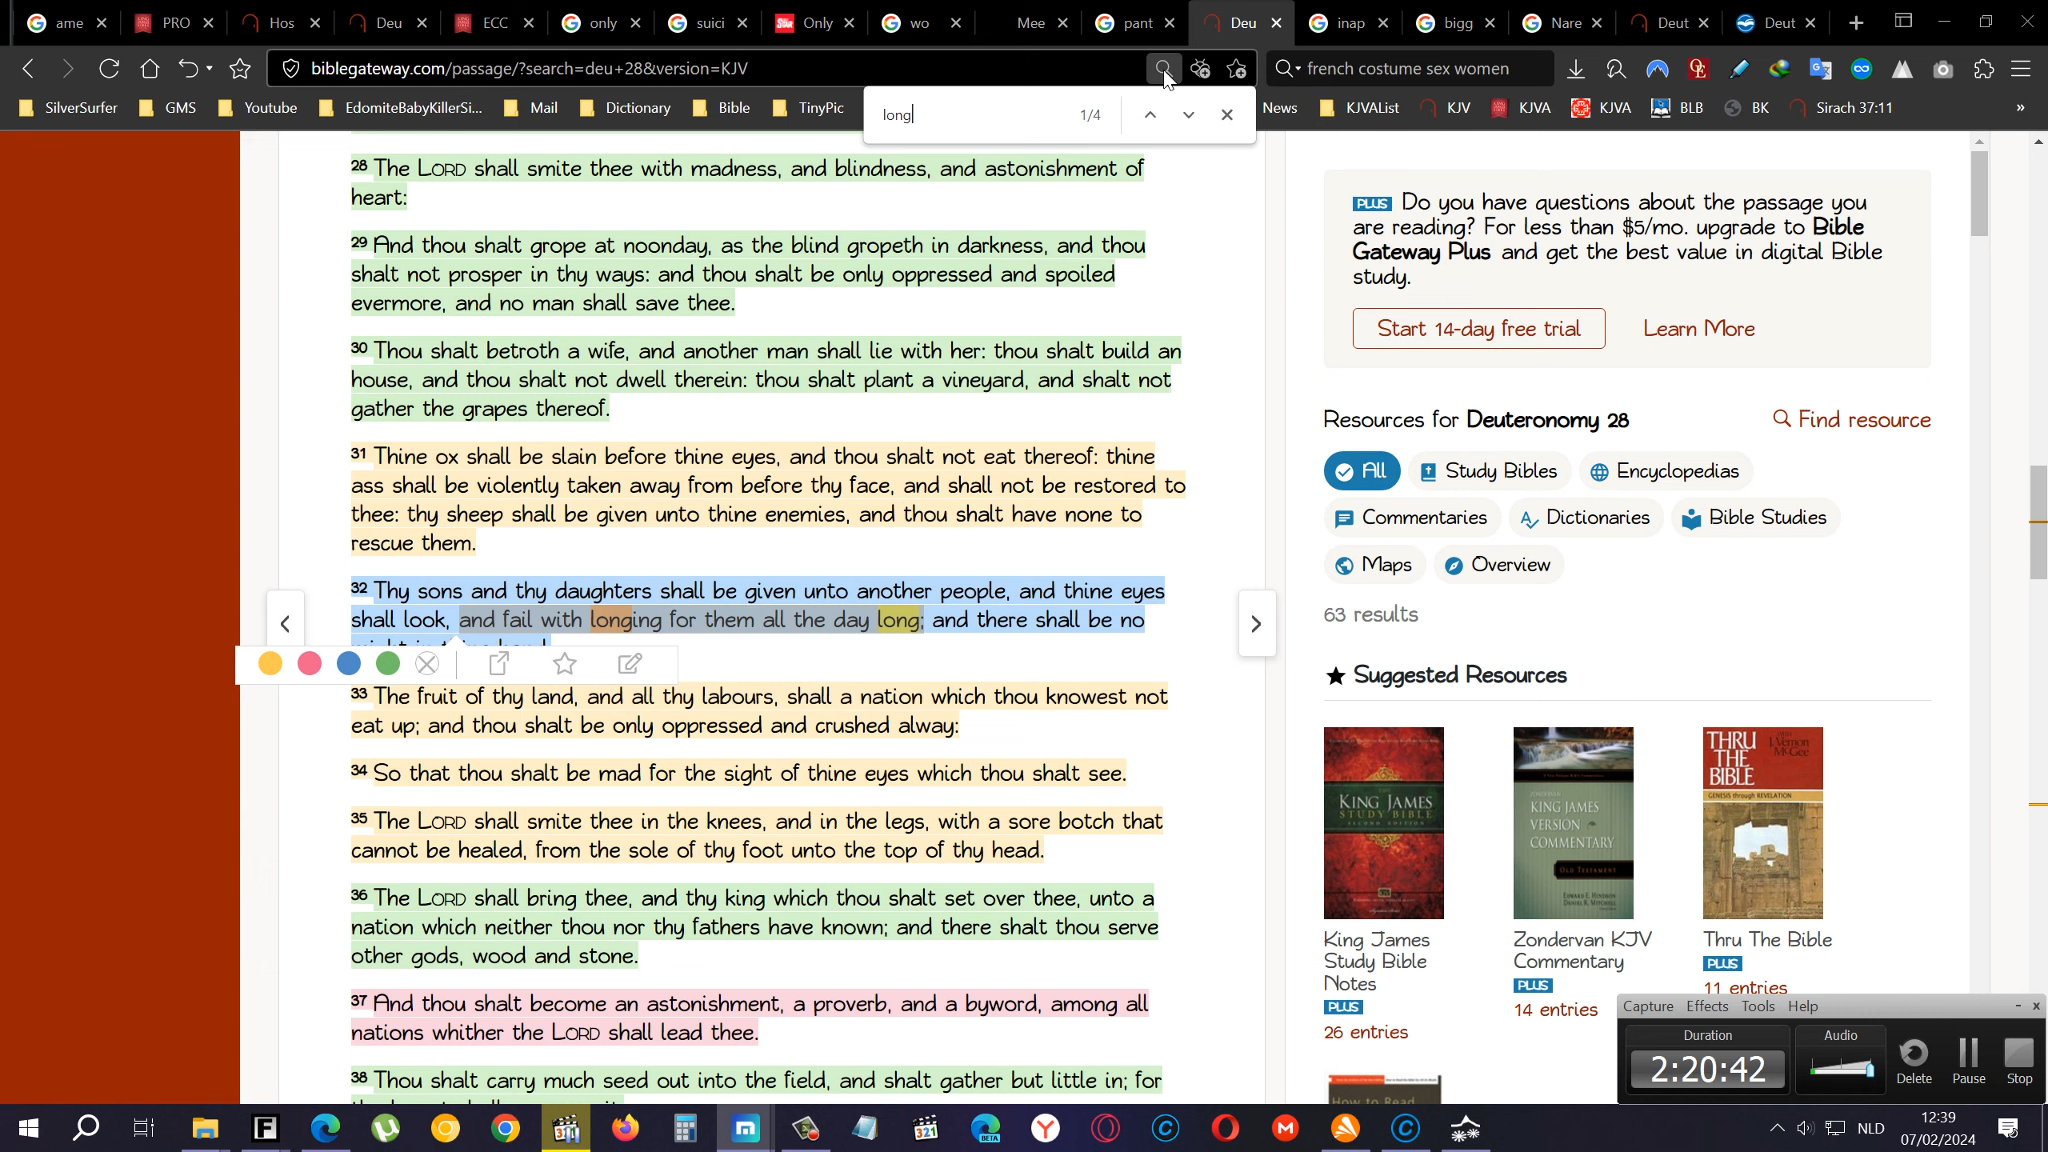 ame
PRO
Hos
Deu
ECC
only
suici
Only
wo
Mee
pant
Deu
inap
bigg
Nare
Deut
Deut
biblegateway.com/passage/?search=deu+28&version=KJV
french costume sex women
SilverSurfer
GMS
Youtube
EdomiteBabyKillerSi...
Mail
Dictionary
Bible
TinyPic
News
KJVAList
KJV
KJVA
KJVA
BLB
BK
Sirach 37:11
»
long
1/4
28 The LORD shall smite thee with madness, and blindness, and astonishment of
heart:
29 And thou shalt grope at noonday, as the blind gropeth in darkness, and thou
shalt not prosper in thy ways: and thou shalt be only oppressed and spoiled
evermore, and no man shall save thee.
30 Thou shalt betroth a wife, and another man shall lie with her: thou shalt build an
house, and thou shalt not dwell therein: thou shalt plant a vineyard, and shalt not
gather the grapes thereof.
31 Thine ox shall be slain before thine eyes, and thou shalt not eat thereof: thine
ass shall be violently taken away from before thy face, and shall not be restored to
thee: thy sheep shall be given unto thine enemies, and thou shalt have none to
rescue them.
32 Thy sons and thy daughters shall be given unto another people, and thine eyes
shall look, and fail with longing for them all the day long; and there shall be no
33 The fruit of thy land, and all thy labours, shall a nation which thou knowest not
eat up; and thou shalt be only oppressed and crushed alway:
34 So that thou shalt be mad for the sight of thine eyes which thou shalt see.
35 The LORD shall smite thee in the knees, and in the legs, with a sore botch that
cannot be healed, from the sole of thy foot unto the top of thy head.
36 The LORD shall bring thee, and thy king which thou shalt set over thee, unto a
nation which neither thou nor thy fathers have known; and there shalt thou serve
other gods, wood and stone.
37 And thou shalt become an astonishment, a proverb, and a byword, among all
nations whither the LORD shall lead thee.
38 Thou shalt carry much seed out into the field, and shalt gather but little in; for
PLUS Do you have questions about the passage you
are reading? For less than $5/mo. upgrade to Bible
Gateway Plus and get the best value in digital Bible
study.
Start 14-day free trial
Learn More
Resources for Deuteronomy 28
Find resource
All
Study Bibles
Encyclopedias
Commentaries
Dictionaries
Bible Studies
Maps
Overview
63 results
Suggested Resources
KING JAMES
STUDY BIBLE
SECOND EDITION
KING JAMES
VERSION
COMMENTARY
OLD TESTAMENT
J. Vernon
McGee
THRU
THE
BIBLE
GENESIS through REVELATION
King James
Study Bible
Notes
PLUS
26 entries
Zondervan KJV
Commentary
PLUS
14 entries
Thru The Bible
PLUS
11 entries
How to Read
Capture Effects Tools Help
Duration
Audio
2:20:42
Delete
Pause
Stop
321
BETA
NLD
12:39
07/02/2024